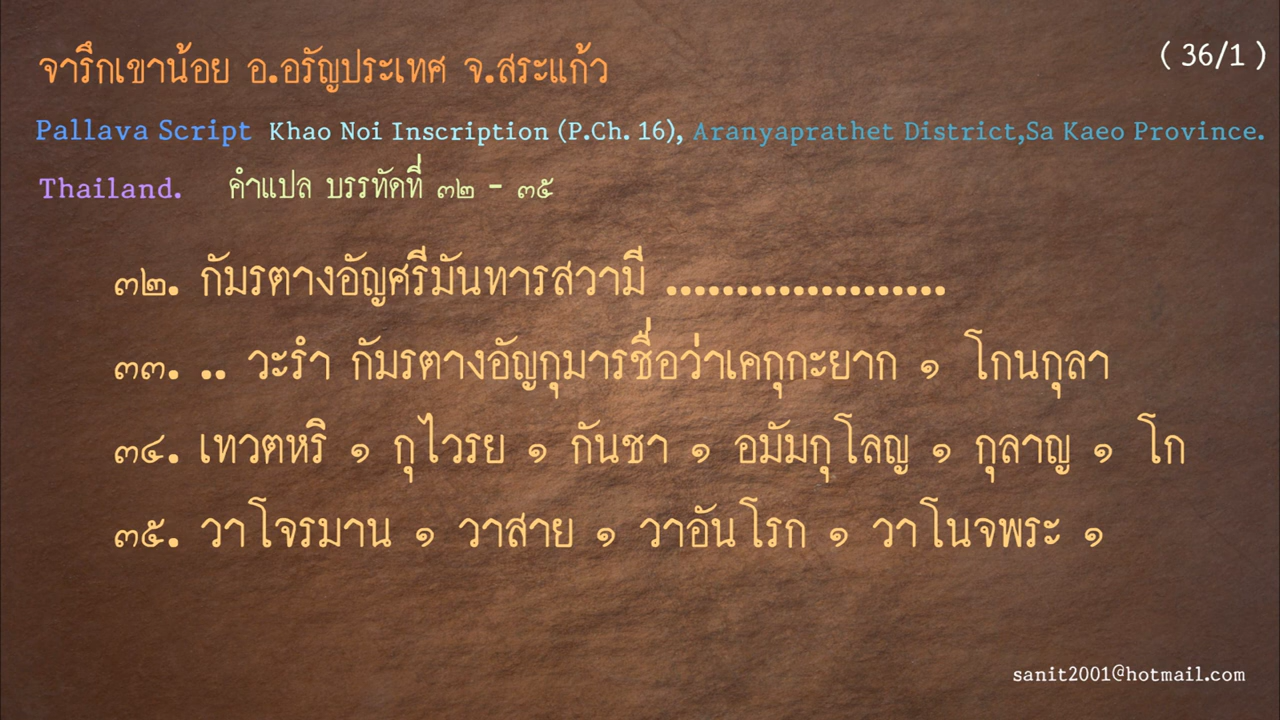 จารึกเขาน้อย อ.อรัญประเทศ จ.สระแก้ว
( 36/1 )
Pallava Script Khao Noi Inscription (P.Ch. 16), Aranyaprathet District,Sa Kaeo Province.
Thailand. คำแปล บรรทัดที่ ๓๒ - ๓๕
๓๒. กัมรตางอัญศรีมันทารสวามี ....................
๓๓. .. วะรำ กัมรตางอัญกุมารชื่อว่าเคกุกะยาก ๑ โกนกุลา
๓๔. เทวตหริ ๑ กุไวรย ๑ กันชา ๑ อมัมกุโลญ ๑ กุลาญ ๑ โก
๓๕. วาโจรมาน ๑ วาสาย ๑ วาอันโรก ๑ วาโนจพระ ๑
sanit2001@hotmail.com